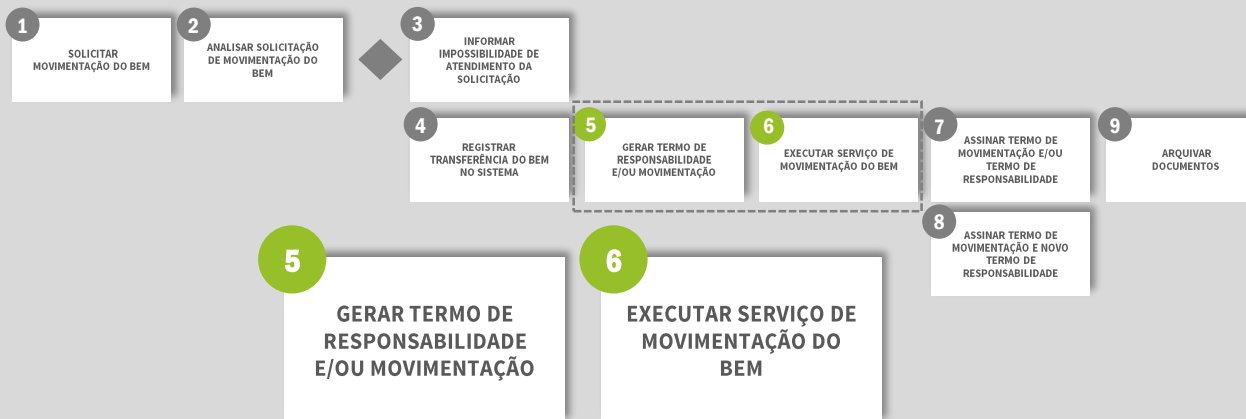 1
SOLICITAR
MOVIMENTAÇÃO DO BEM
2
ANALISAR SOLICITAÇÃO
DE MOVIMENTAÇÃO DO
BEM
3
INFORMAR
IMPOSSIBILIDADE DE
ATENDIMENTO DA
SOLICITAÇÃO
4
REGISTRAR
TRANSFERÊNCIA DO BEM
NO SISTEMA
5
GERAR TERMO DE
RESPONSABILIDADE
E/OU MOVIMENTAÇÃO
6
EXECUTAR SERVIÇO DE
MOVIMENTAÇÃO DO BEM
7
ASSINAR TERMO DE
MOVIMENTAÇÃO E/OU
TERMO DE
RESPONSABILIDADE
9
ARQUIVAR
DOCUMENTOS
8
ASSINAR TERMO DE
MOVIMENTAÇÃO E NOVO
TERMO DE
RESPONSABILIDADE
5
GERAR TERMO DE
RESPONSABILIDADE
E/OU MOVIMENTAÇÃO
6
EXECUTAR SERVIÇO DE
MOVIMENTAÇÃO DO
BEM